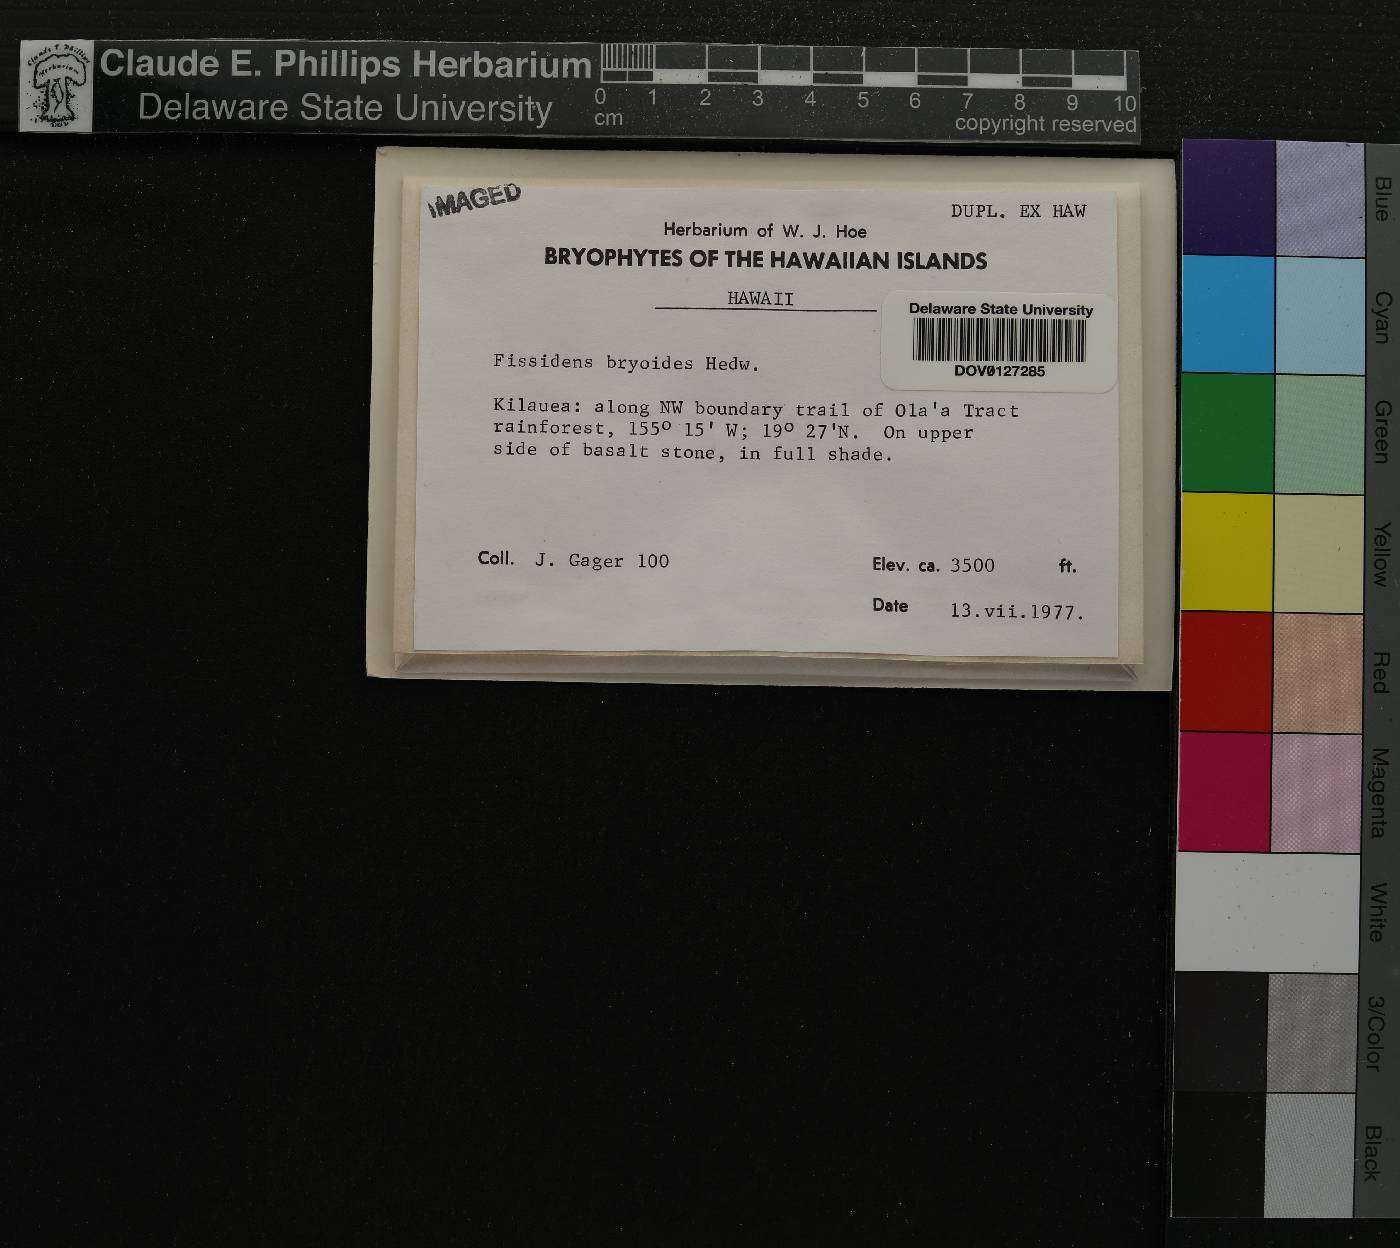 Claude E. Phillips Herbarium
Delaware State University
0 1 2 3 4 5 6 7 8 9 10
cm
copyright reserved
IMAGED
DUPL. EX HAW
Herbarium of W. J. Hoe
BRYOPHYTES OF THE HAWAIIAN ISLANDS
HAWAII
Delaware State University
DOV0127285
Fissidens bryoides Hedw.
Kilauea: along NW boundary trail of Ola'a Tract
rainforest, 155º 15' W; 19º 27'N. On upper
side of basalt stone, in full shade.
Coll. J. Gager 100
Elev. ca. 3500 ft.
Date 13.vii.1977.
Blue
Cyan
Green
Yellow
Red
Magenta
White
3/Color
Black